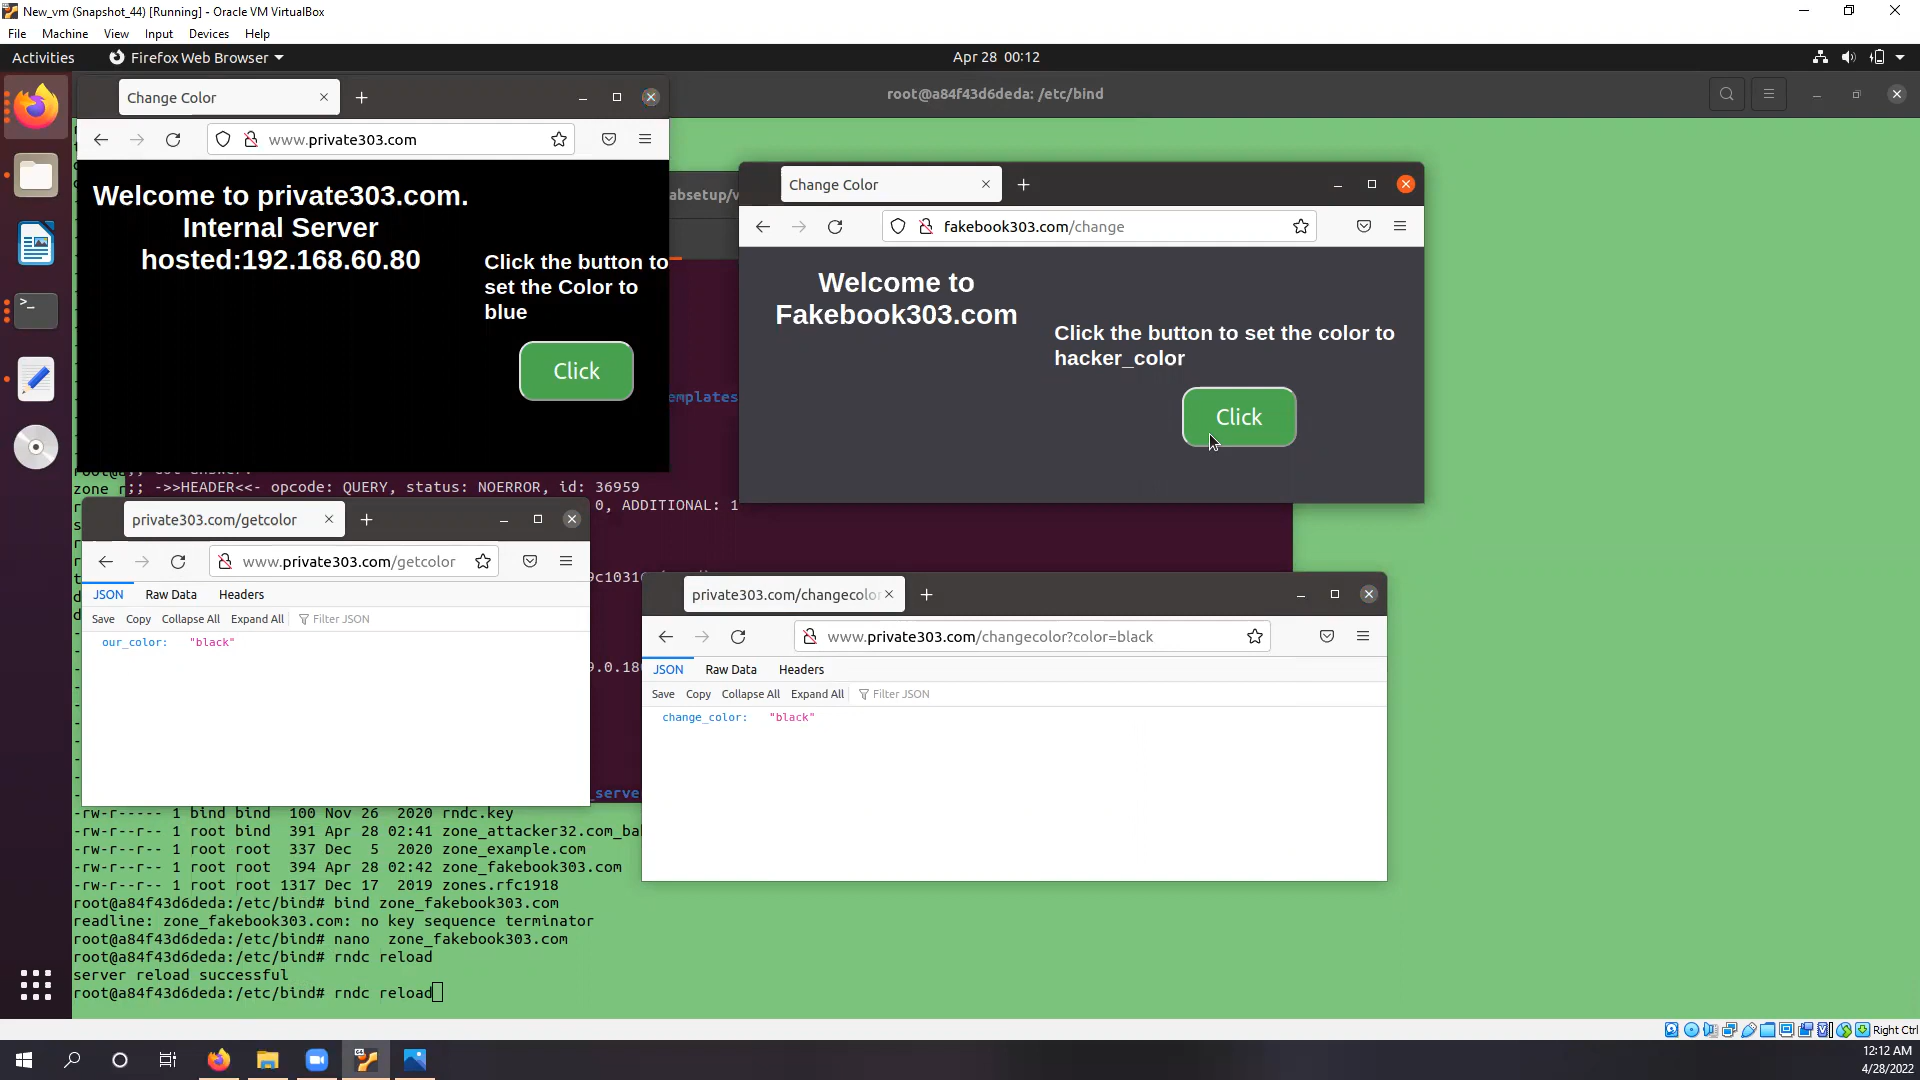 New_vm (Snapshot_44) [Running] - Oracle VM VirtualBox
File Machine View Input Devices Help
Activities Firefox Web Browser Apr 28 00:12
root@a84f43d6deda: /etc/bind
Change Color
www.private303.com
Welcome to private303.com.
Internal Server
hosted:192.168.60.80
Click the button to
set the Color to
blue
Click
absetup/v
Change Color
fakebook303.com/change
Welcome to
Fakebook303.com
Click the button to set the color to
hacker_color
Click
emplates
;; ->>HEADER<<- opcode: QUERY, status: NOERROR, id: 36959
0, ADDITIONAL: 1
zone r
private303.com/getcolor
www.private303.com/getcolor
JSON Raw Data Headers
Save Copy Collapse All Expand All Filter JSON
our_color: "black"
9c1031
9.0.18
_serve
private303.com/changecolor
www.private303.com/changecolor?color=black
JSON Raw Data Headers
Save Copy Collapse All Expand All Filter JSON
change_color: "black"
-rw-r----- 1 bind bind 100 Nov 26 2020 rndc.key
-rw-r--r-- 1 root bind 391 Apr 28 02:41 zone_attacker32.com_ba
-rw-r--r-- 1 root root 337 Dec 5 2020 zone_example.com
-rw-r--r-- 1 root root 394 Apr 28 02:42 zone_fakebook303.com
-rw-r--r-- 1 root root 1317 Dec 17 2019 zones.rfc1918
root@a84f43d6deda:/etc/bind# bind zone_fakebook303.com
readline: zone_fakebook303.com: no key sequence terminator
root@a84f43d6deda:/etc/bind# nano zone_fakebook303.com
root@a84f43d6deda:/etc/bind# rndc reload
server reload successful
root@a84f43d6deda:/etc/bind# rndc reload
Right Ctrl
12:12 AM
4/28/2022